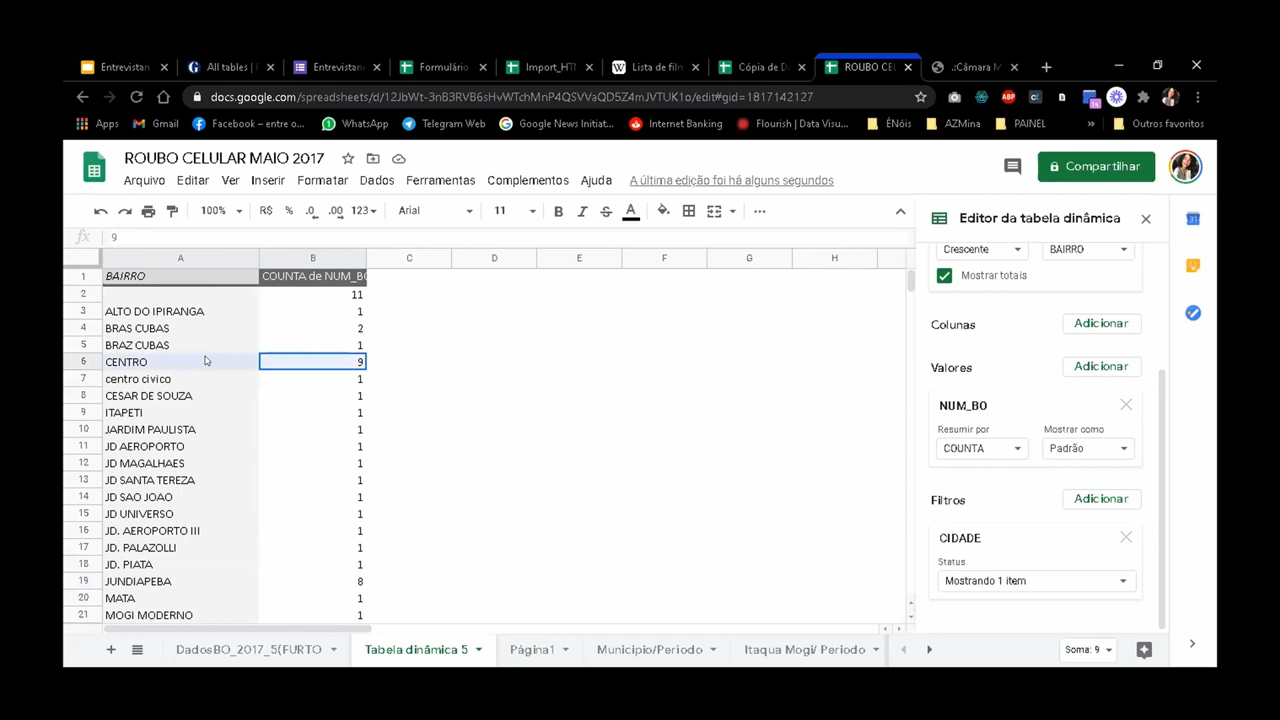 Entrevistan
All tables | F
Entrevistan
Formulário
Import_HTI
Lista de filn
Cópia de D
ROUBO CEL
.:Câmara M
docs.google.com/spreadsheets/d/12JbWt-3nB3RVB6sHvWTchMnP4QSVVaQD5Z4mJVTUK1o/edit#gid=1817142127
Apps Gmail Facebook – entre o... WhatsApp Telegram Web Google News Initiat... Internet Banking Flourish | Data Visu... ÉNóis AZMina PAINEL » Outros favoritos
ROUBO CELULAR MAIO 2017
Compartilhar
Arquivo Editar Ver Inserir Formatar Dados Ferramentas Complementos Ajuda A última edição foi há alguns segundos
100% R$ % .0 .00 123 Arial 11 B I S A
Editor da tabela dinâmica
fx 9
A B C D E F G H
Crescente BAIRRO
Mostrar totais
Colunas Adicionar
Valores Adicionar
NUM_BO
Resumir por Mostrar como
COUNTA Padrão
Filtros Adicionar
CIDADE
Status
Mostrando 1 item
1 BAIRRO COUNTA de NUM_BO
2 11
3 ALTO DO IPIRANGA 1
4 BRAS CUBAS 2
5 BRAZ CUBAS 1
6 CENTRO 9
7 centro civico 1
8 CESAR DE SOUZA 1
9 ITAPETI 1
10 JARDIM PAULISTA 1
11 JD AEROPORTO 1
12 JD MAGALHAES 1
13 JD SANTA TEREZA 1
14 JD SAO JOAO 1
15 JD UNIVERSO 1
16 JD. AEROPORTO III 1
17 JD. PALAZOLLI 1
18 JD. PIATA 1
19 JUNDIAPEBA 8
20 MATA 1
21 MOGI MODERNO 1
DadosBO_2017_5(FURTO Tabela dinâmica 5 Página1 Municipio/Periodo Itaqua Mogi/ Periodo Soma: 9